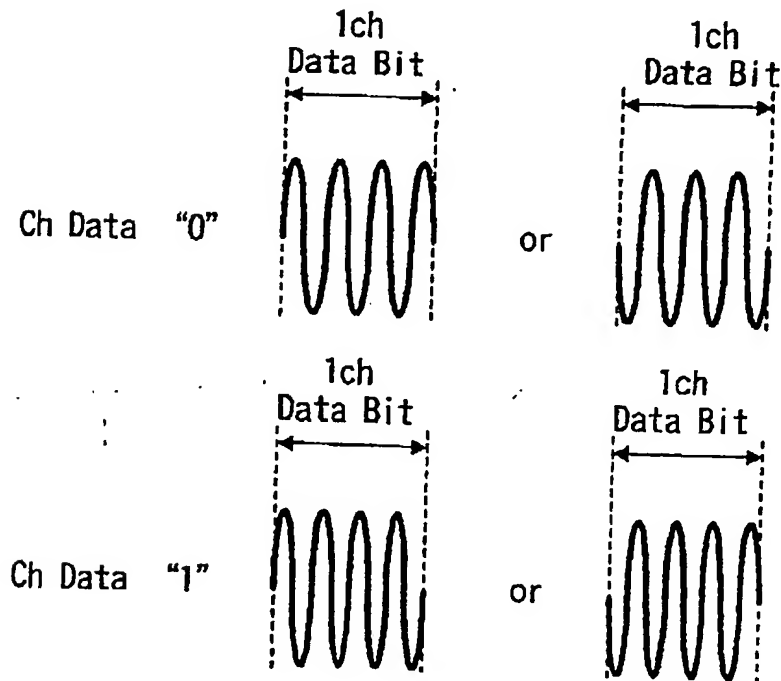 1ch
Data Bit
1ch
Data Bit
Ch Data "0"
or
1ch
Data Bit
1ch
Data Bit
Ch Data "1"
or